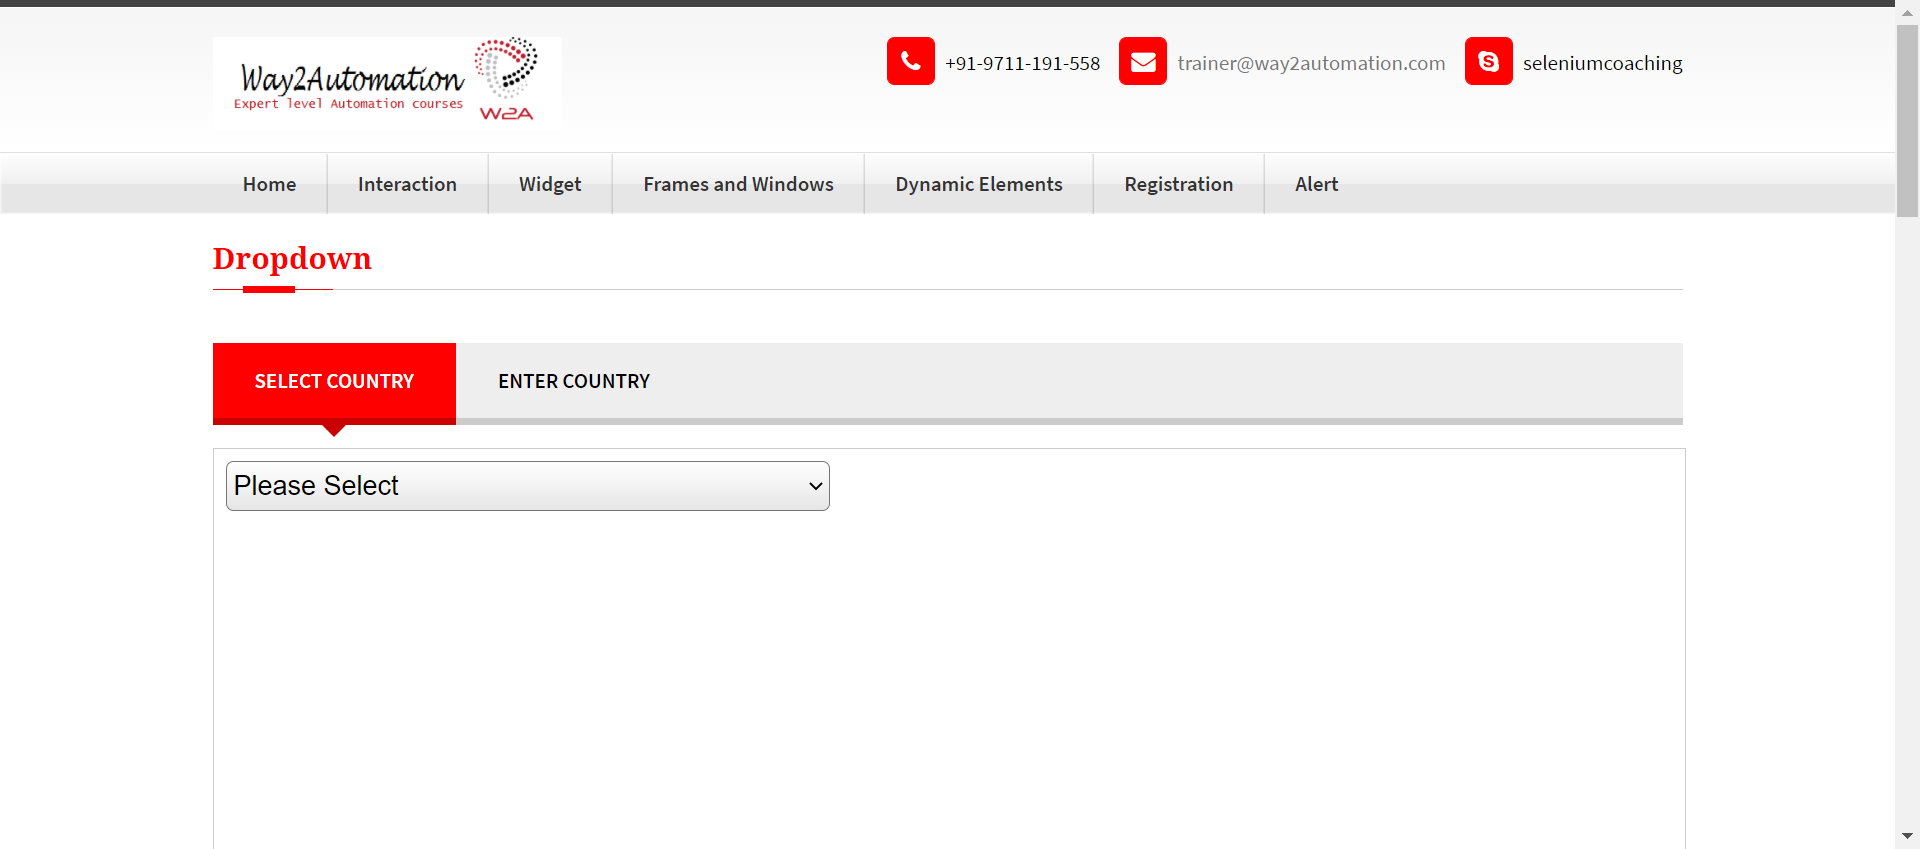 Way2Automation
Expert level Automation courses
W2A
+91-9711-191-558
trainer@way2automation.com
seleniumcoaching
Home
Interaction
Widget
Frames and Windows
Dynamic Elements
Registration
Alert
Dropdown
SELECT COUNTRY
ENTER COUNTRY
Please Select